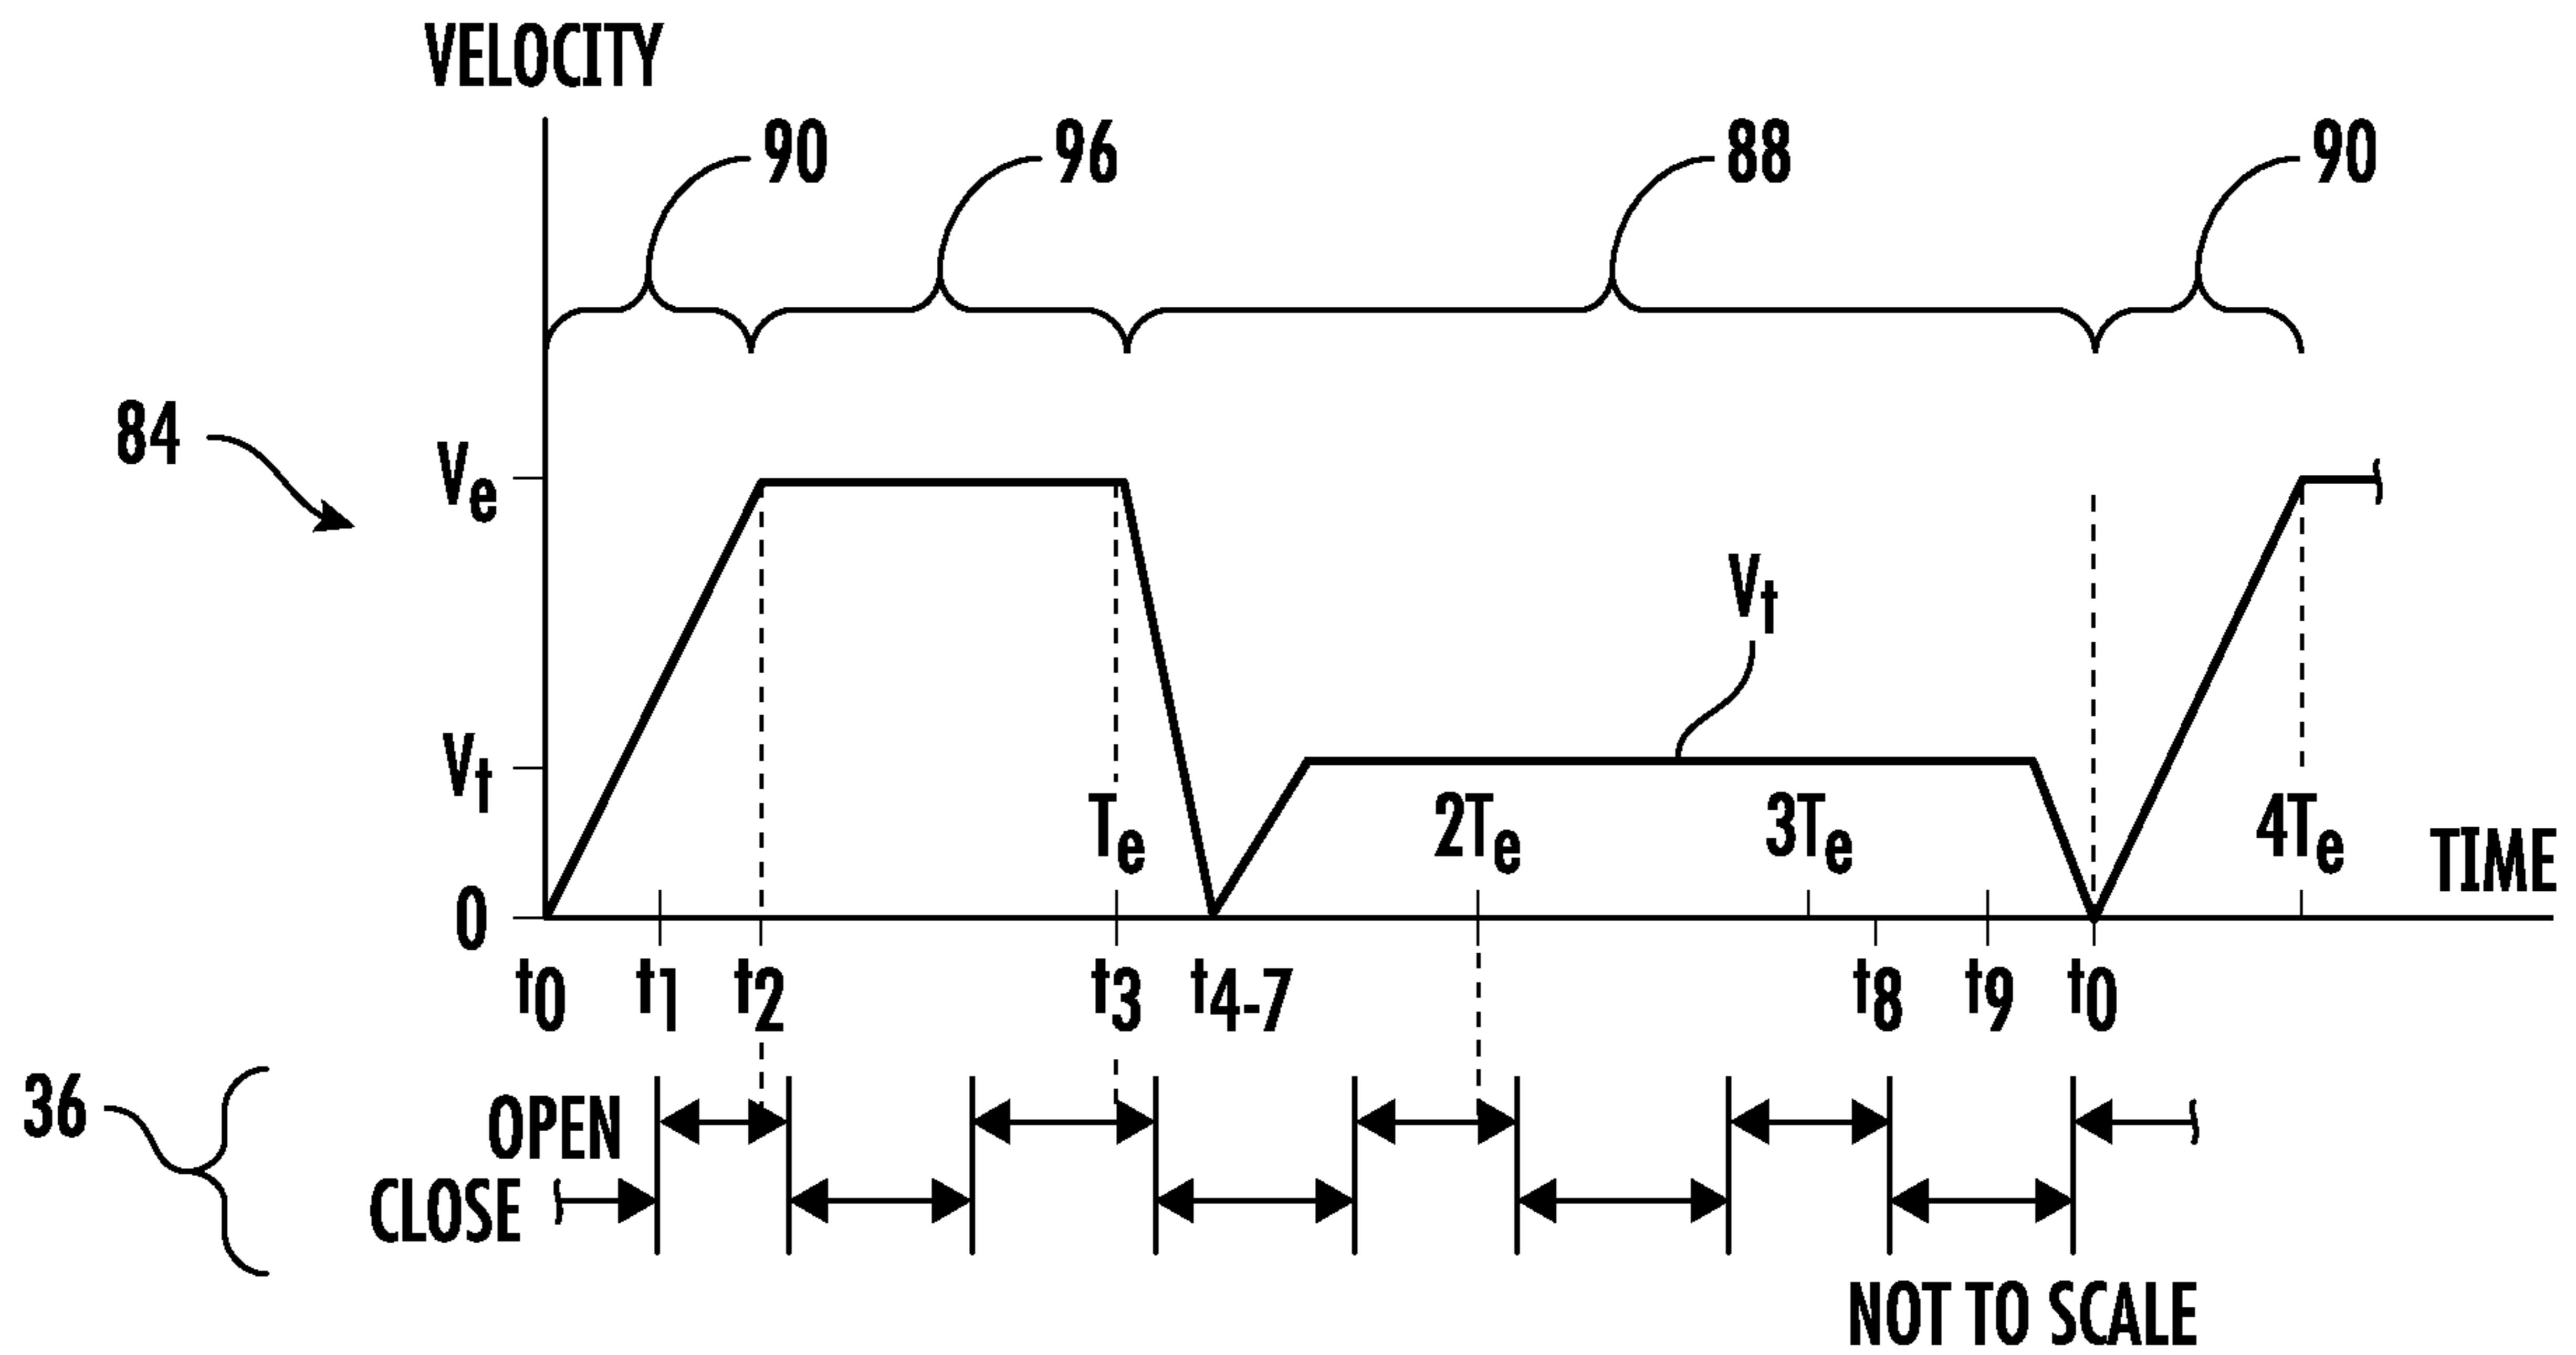 VELOCITY
90 96 88 90
84
Ve
Vt
Vt
Te 2Te 3Te 4Te
TIME
0
t0 t1 t2 t3 t4-7 t8 t9 t0
36
OPEN
CLOSE
NOT TO SCALE